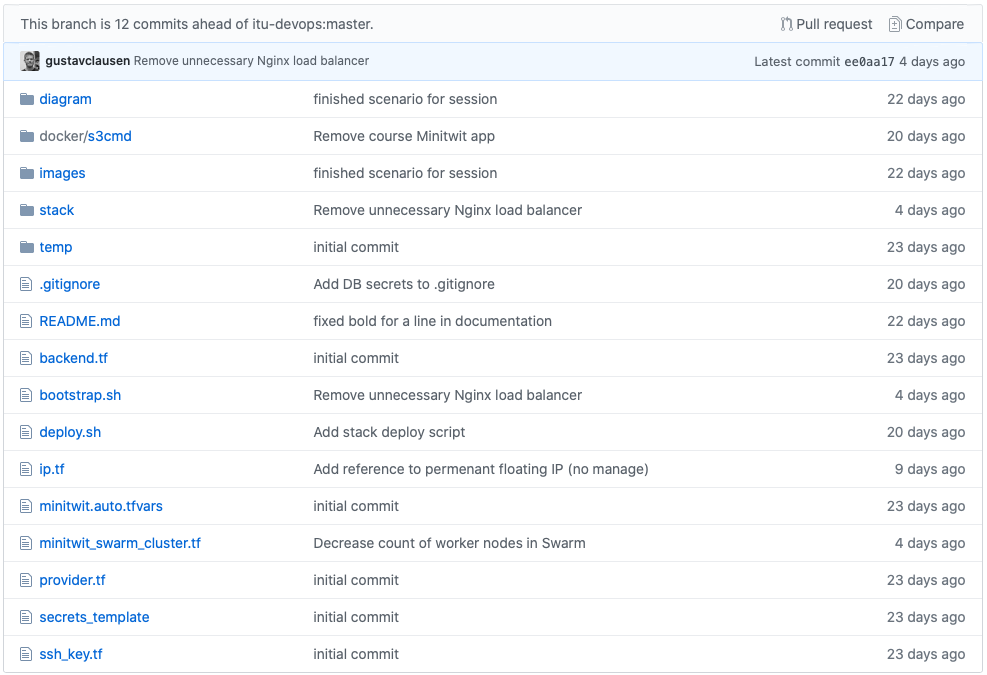 This branch is 12 commits ahead of itu-devops:master. Pull request Compare
gustavclausen Remove unnecessary Nginx load balancer Latest commit ee0aa17 4 days ago
diagram finished scenario for session 22 days ago
docker/s3cmd Remove course Minitwit app 20 days ago
images finished scenario for session 22 days ago
stack Remove unnecessary Nginx load balancer 4 days ago
temp initial commit 23 days ago
.gitignore Add DB secrets to .gitignore 20 days ago
README.md fixed bold for a line in documentation 22 days ago
backend.tf initial commit 23 days ago
bootstrap.sh Remove unnecessary Nginx load balancer 4 days ago
deploy.sh Add stack deploy script 20 days ago
ip.tf Add reference to permenant floating IP (no manage) 9 days ago
minitwit.auto.tfvars initial commit 23 days ago
minitwit_swarm_cluster.tf Decrease count of worker nodes in Swarm 4 days ago
provider.tf initial commit 23 days ago
secrets_template initial commit 23 days ago
ssh_key.tf initial commit 23 days ago